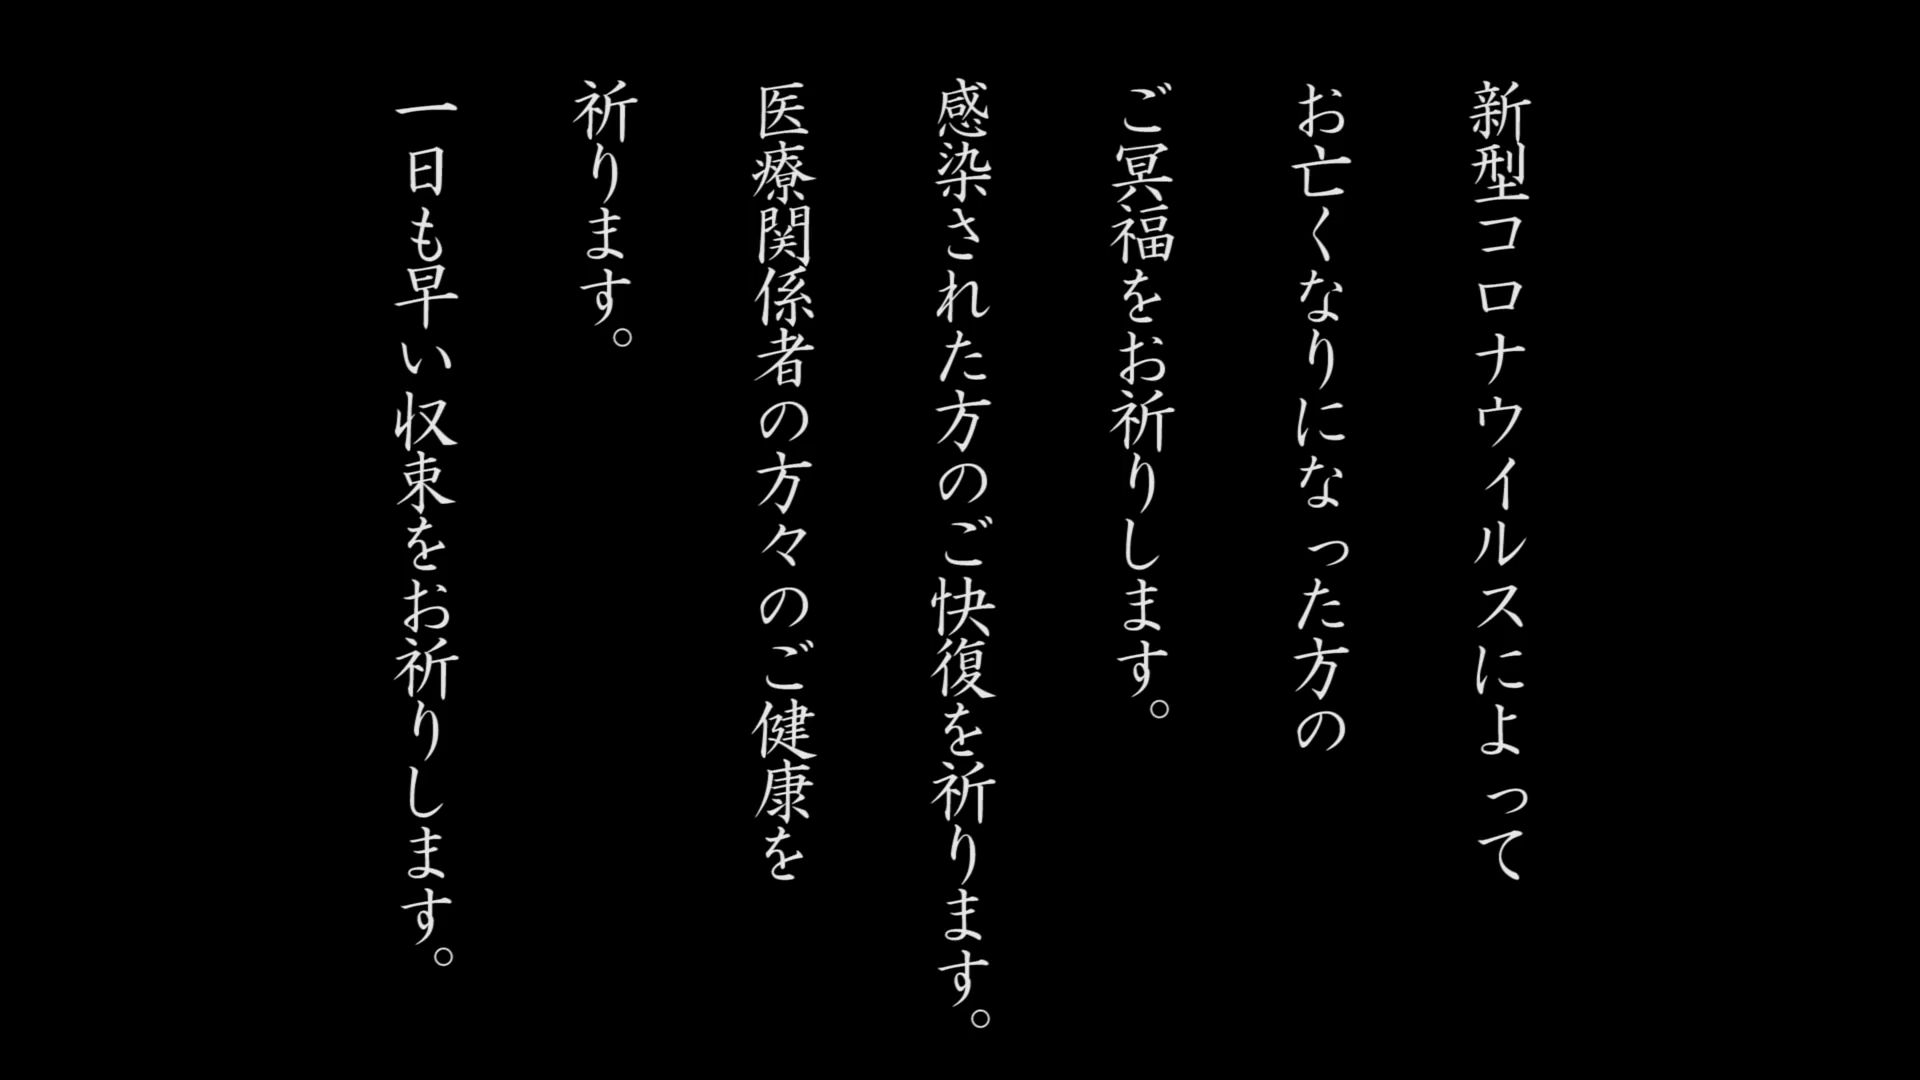 新型コロナウイルスによって
お亡くなりになった方の
ご冥福をお祈りします。
感染された方のご快復を祈ります。
医療関係者の方々のご健康を
祈ります。
一日も早い収束をお祈りします。